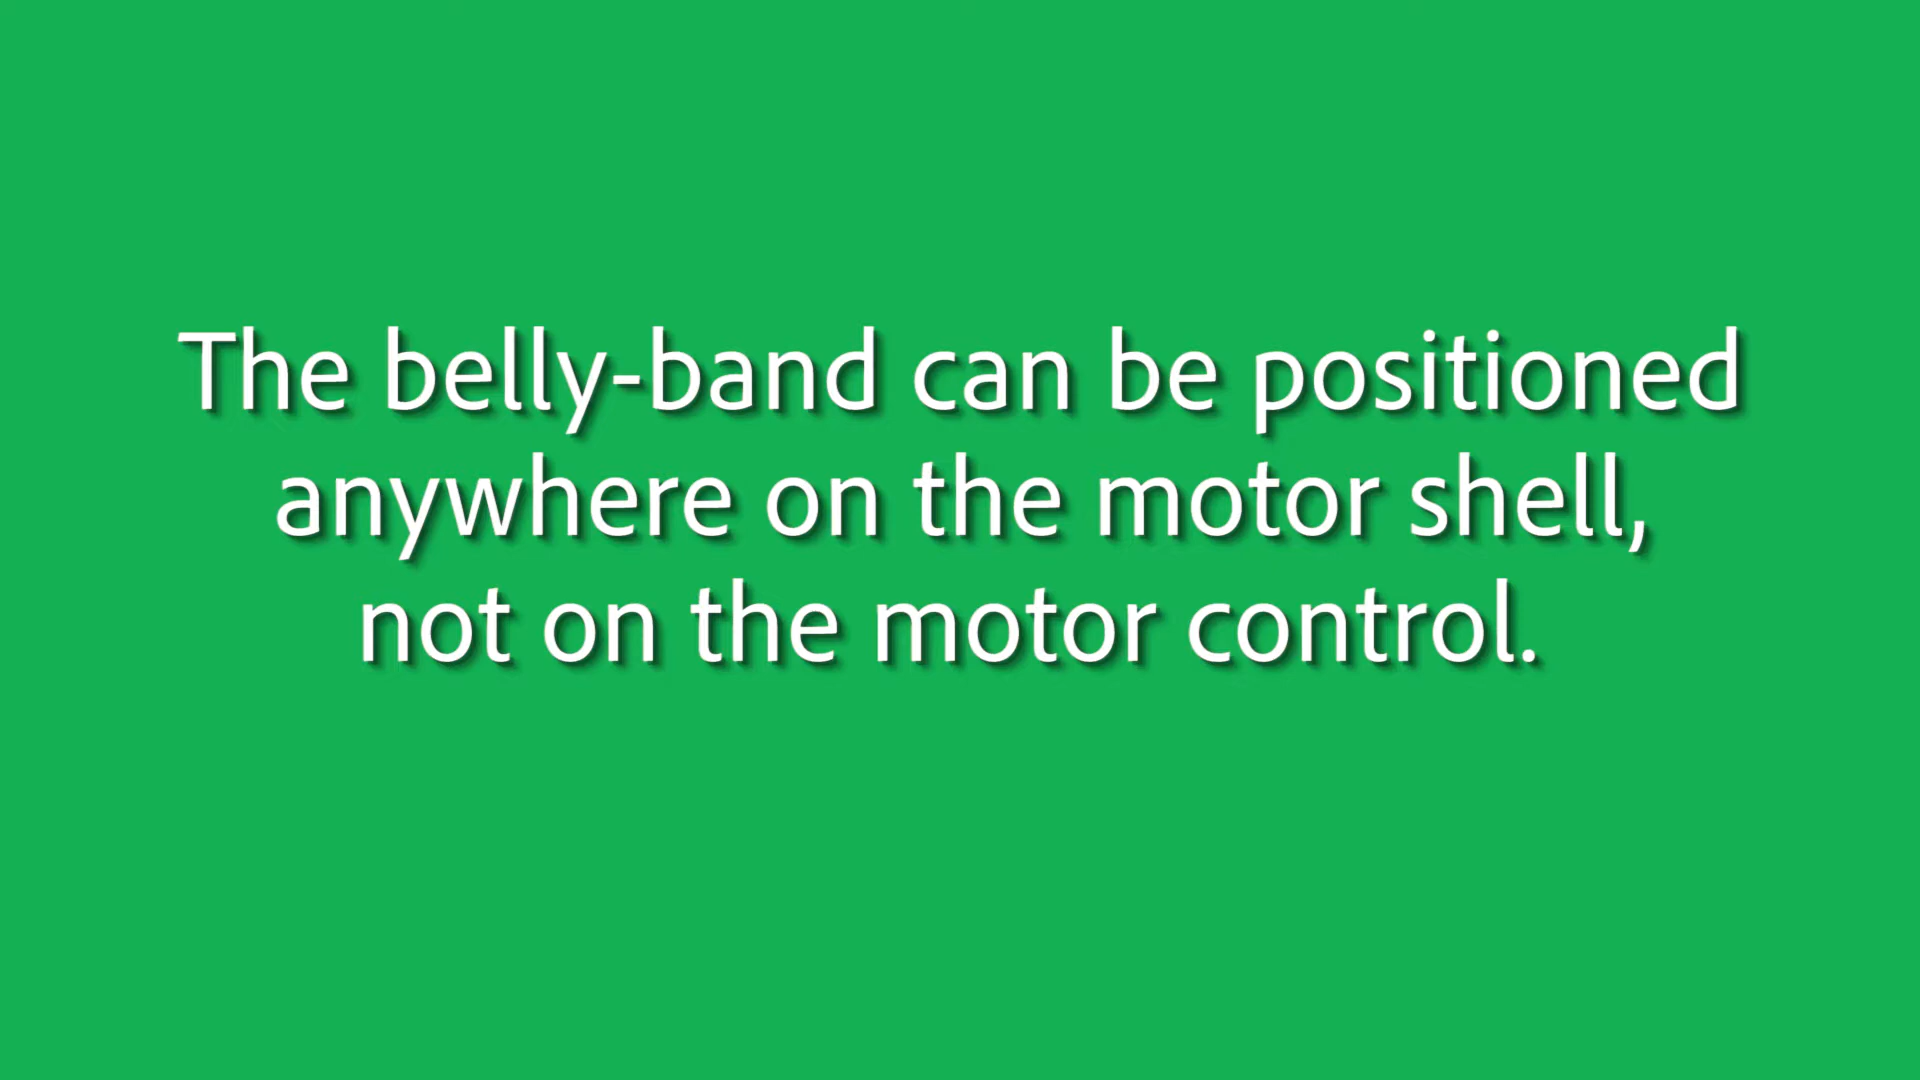 The belly-band can be positioned
anywhere on the motor shell,
not on the motor control.